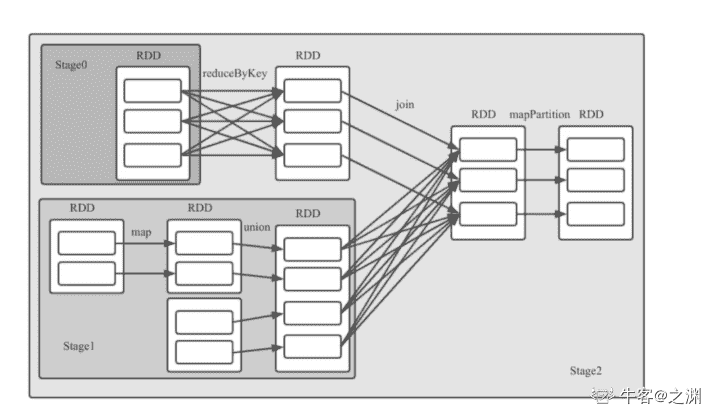 Stage0
RDD
reduceByKey
RDD
join
RDD
mapPartition
RDD
RDD
map
RDD
union
RDD
Stage1
Stage2
牛客@之渊